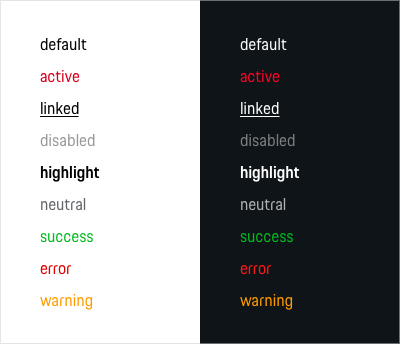 default
active
linked
disabled
highlight
neutral
success
error
warning
default
active
linked
disabled
highlight
neutral
success
error
warning